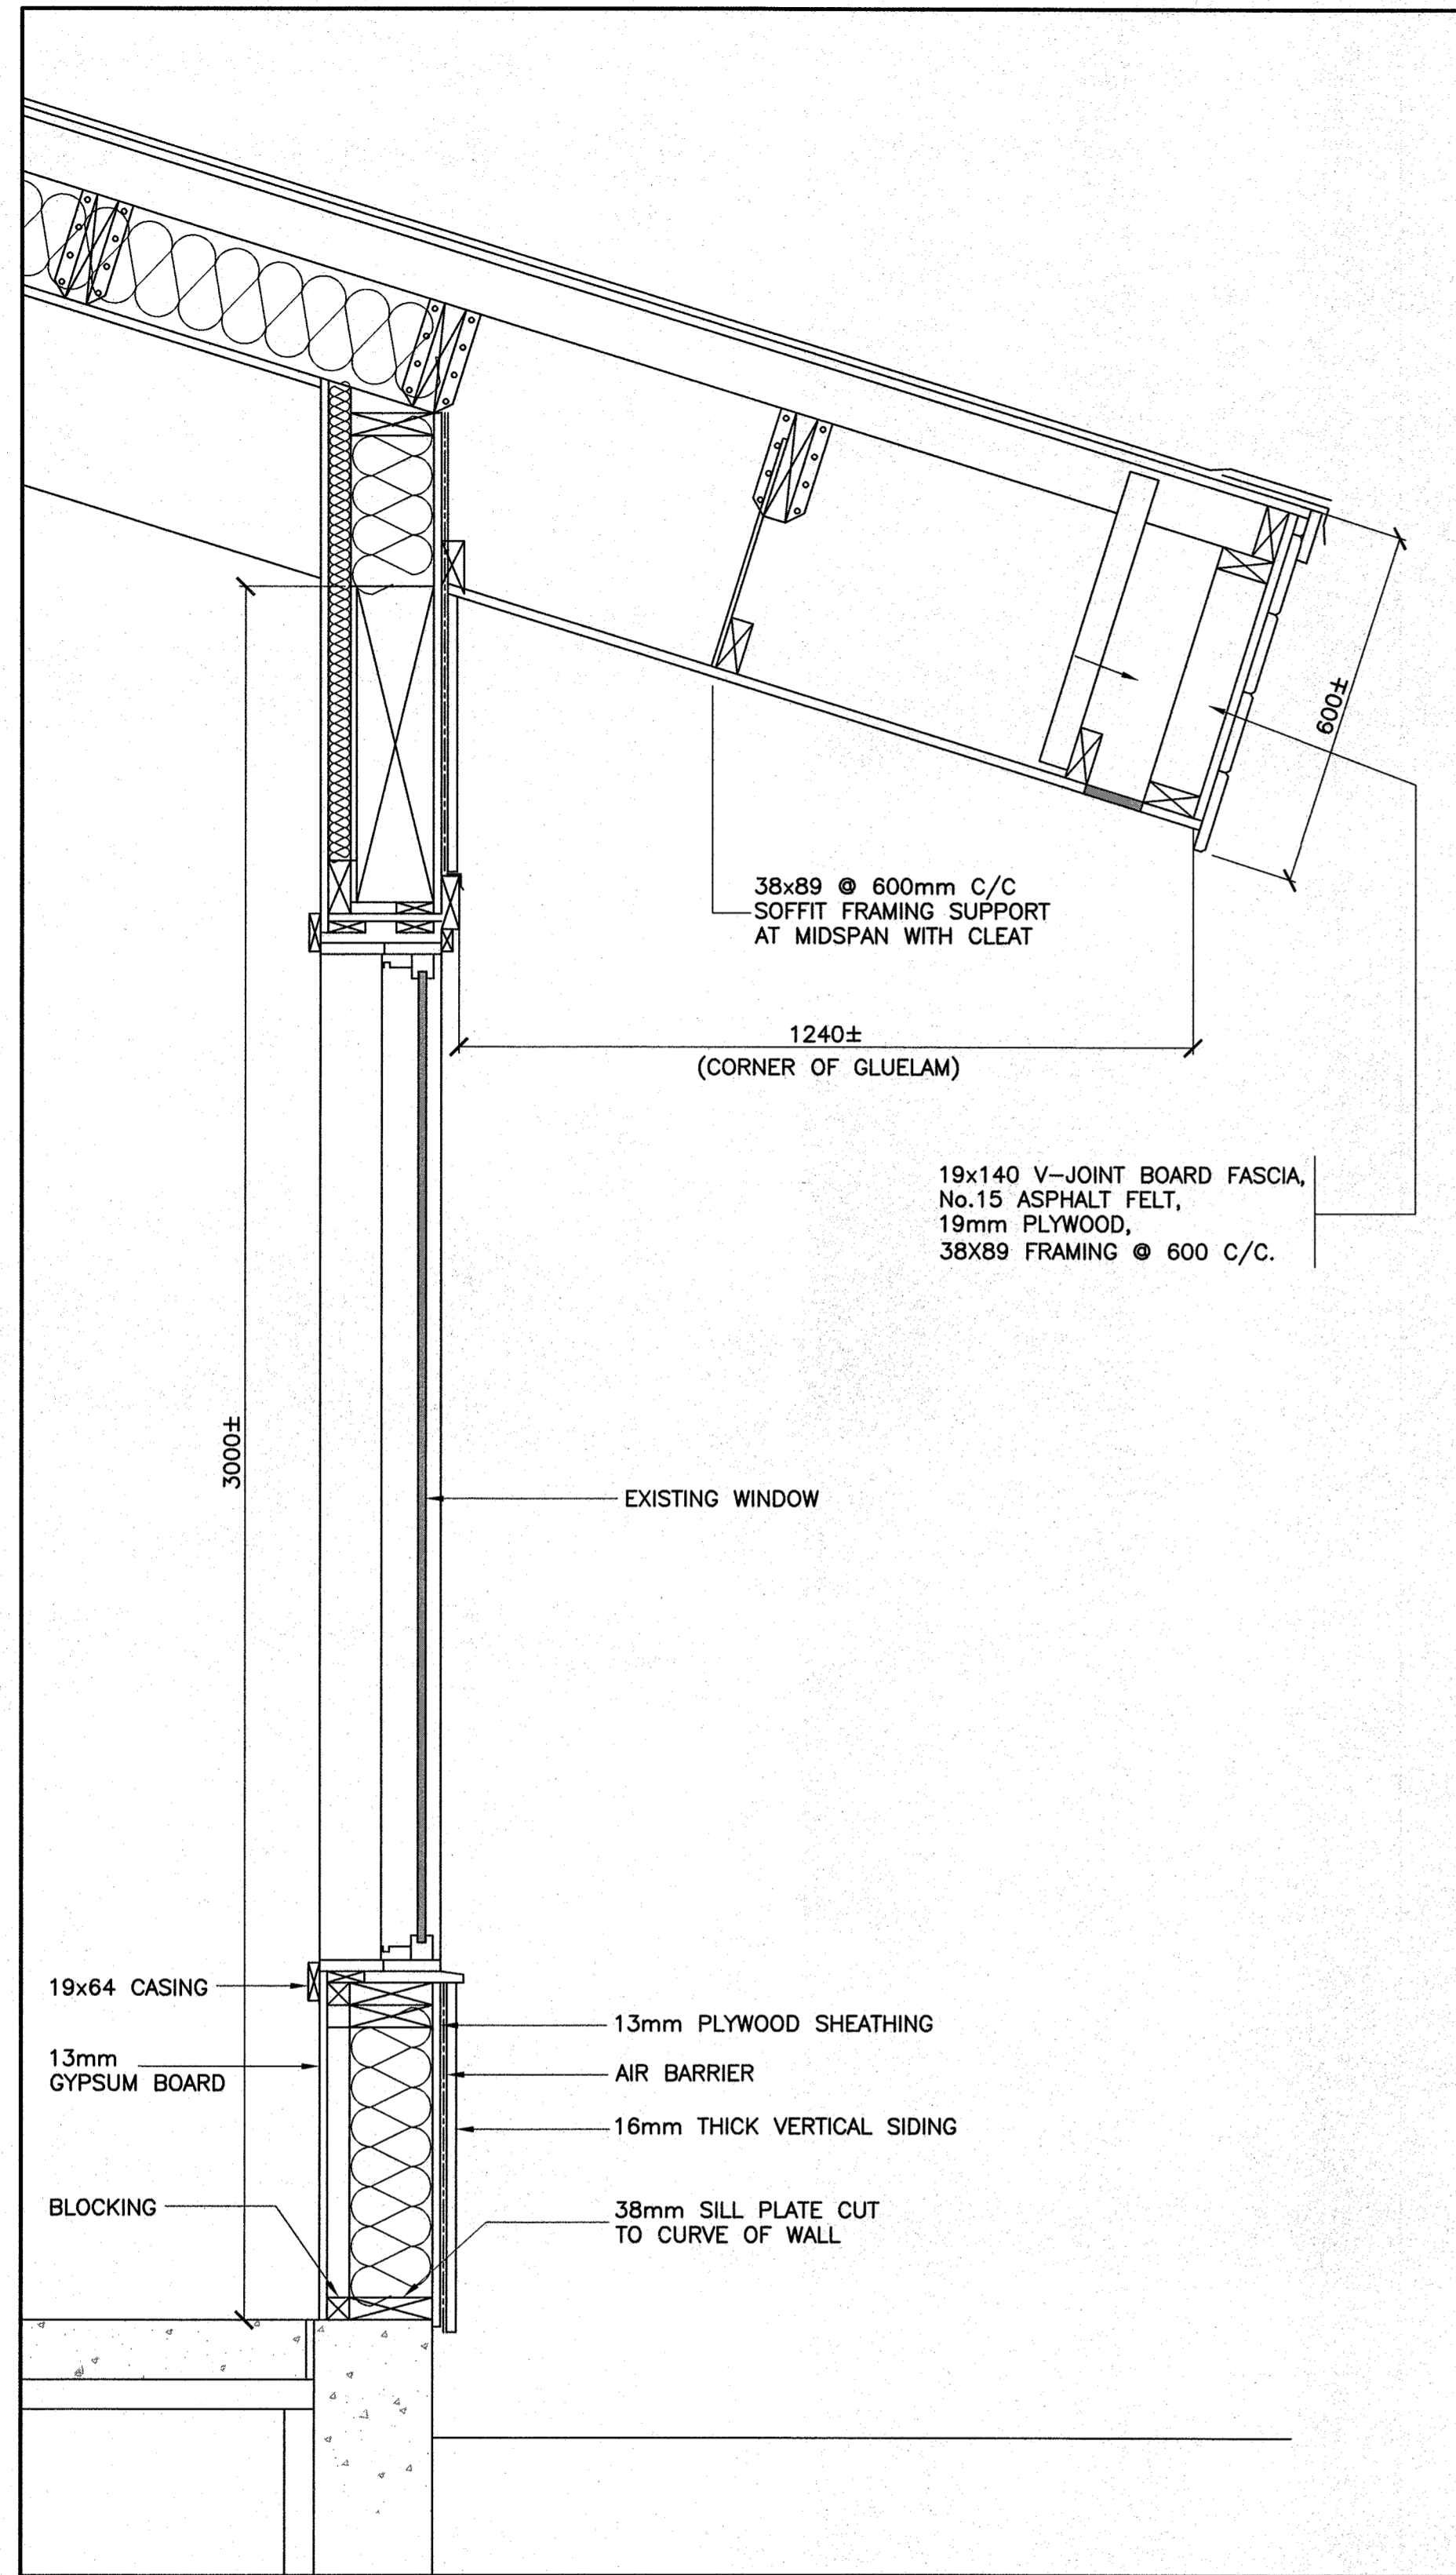 600±
38x89 @ 600mm C/C
SOFFIT FRAMING SUPPORT
AT MIDSPAN WITH CLEAT
1240±
(CORNER OF GLUELAM)
19x140 V-JOINT BOARD FASCIA,
No.15 ASPHALT FELT,
19mm PLYWOOD,
38X89 FRAMING @ 600 C/C.
3000±
EXISTING WINDOW
19x64 CASING
13mm PLYWOOD SHEATHING
13mm
GYPSUM BOARD
AIR BARRIER
16mm THICK VERTICAL SIDING
BLOCKING
38mm SILL PLATE CUT
TO CURVE OF WALL